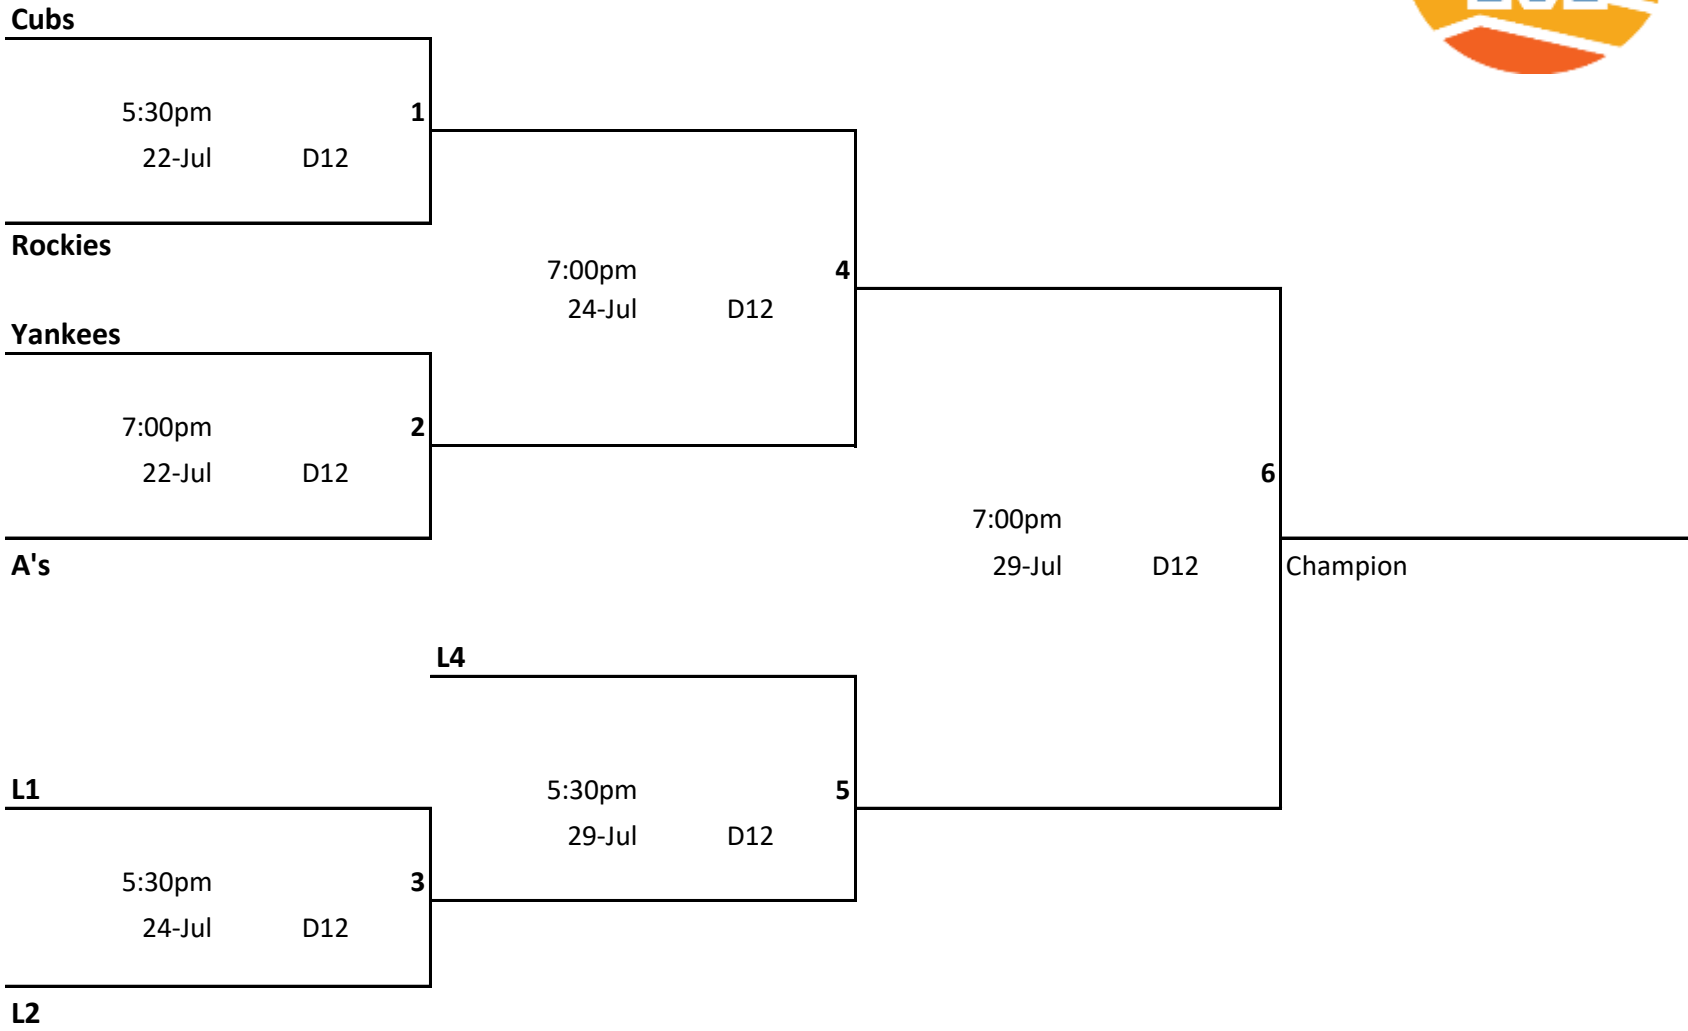 Cubs
5:30pm 1
22-Jul D12
Rockies
7:00pm 4
24-Jul D12
Yankees
7:00pm 2
22-Jul D12
6
7:00pm
A's
29-Jul D12 Champion
L4
L1
5:30pm 5
29-Jul D12
5:30pm 3
24-Jul D12
L2